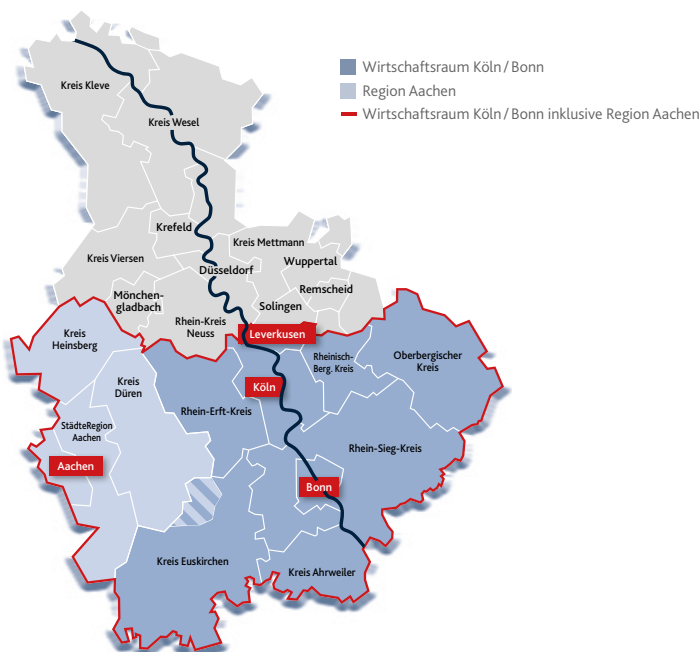 Wirtschaftsraum Köln / Bonn
Region Aachen
Wirtschaftsraum Köln / Bonn inklusive Region Aachen
Kreis Kleve
Kreis Wesel
Krefeld
Kreis Mettmann
Kreis Viersen
Wuppertal
Düsseldorf
Remscheid
Mönchen-
gladbach
Solingen
Rhein-Kreis
Neuss
Leverkusen
Kreis
Heinsberg
Rheinisch-
Berg. Kreis
Oberbergischer
Kreis
Kreis
Düren
Köln
Rhein-Erft-Kreis
StädteRegion
Aachen
Rhein-Sieg-Kreis
Aachen
Bonn
Kreis Euskirchen
Kreis Ahrweiler